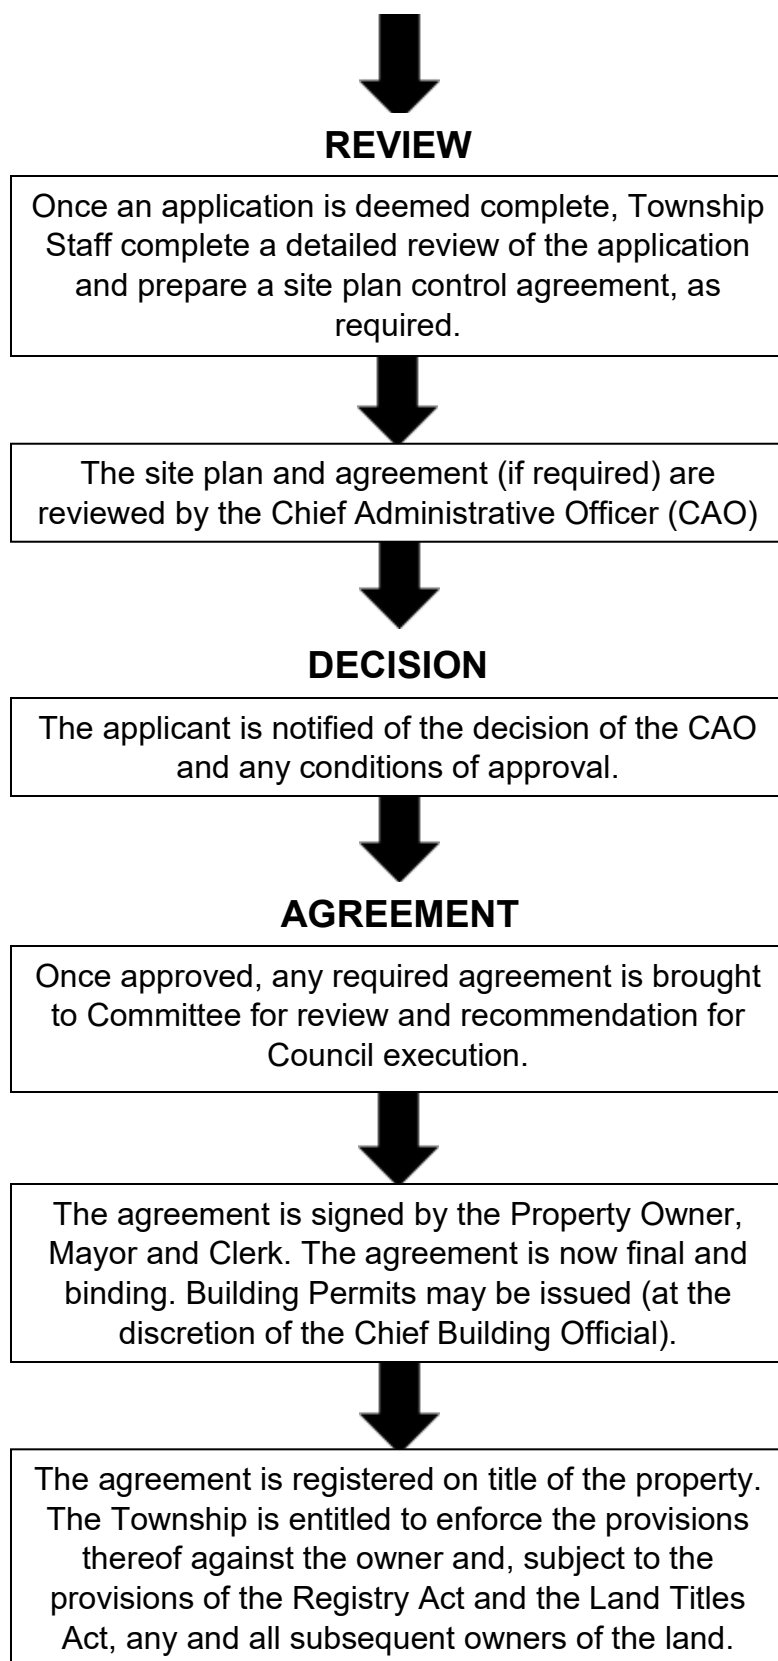 REVIEW
Once an application is deemed complete, Township
Staff complete a detailed review of the application
and prepare a site plan control agreement, as
required.
The site plan and agreement (if required) are
reviewed by the Chief Administrative Officer (CAO)
DECISION
The applicant is notified of the decision of the CAO
and any conditions of approval.
AGREEMENT
Once approved, any required agreement is brought
to Committee for review and recommendation for
Council execution.
The agreement is signed by the Property Owner,
Mayor and Clerk. The agreement is now final and
binding. Building Permits may be issued (at the
discretion of the Chief Building Official).
The agreement is registered on title of the property.
The Township is entitled to enforce the provisions
thereof against the owner and, subject to the
provisions of the Registry Act and the Land Titles
Act, any and all subsequent owners of the land.